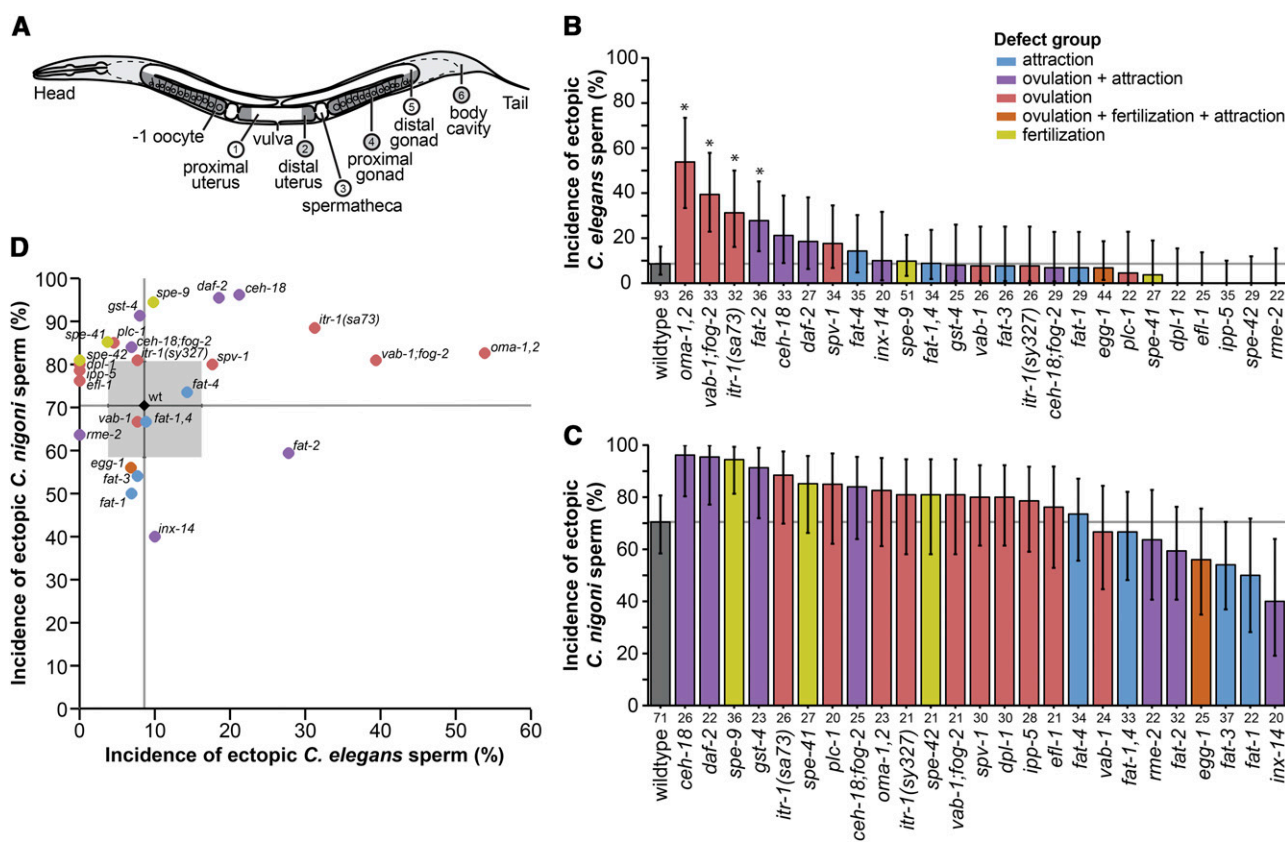 A
Head
Tail
-1 oocyte
vulva
1
proximal
uterus
2
distal
uterus
3
spermatheca
4
proximal
gonad
5
distal
gonad
6
body
cavity
B
Incidence of ectopic
C. elegans sperm (%)
100
80
60
40
20
0
Defect group
attraction
ovulation + attraction
ovulation
ovulation + fertilization + attraction
fertilization
* * * *
93 26 33 32 36 33 27 34 35 20 51 34 25 26 26 26 29 29 44 22 27 22 21 35 29 22
wildtype
oma-1,2
vab-1;fog-2
itr-1(sa73)
fat-2
ceh-18
daf-2
spv-1
fat-4
inx-14
spe-9
fat-1,4
gst-4
vab-1
fat-3
itr-1(sy327)
ceh-18;fog-2
fat-1
egg-1
plc-1
spe-41
dpl-1
efl-1
ipp-5
spe-42
rme-2
D
Incidence of ectopic C. nigoni sperm (%)
100
90
80
70
60
50
40
30
20
10
0
0 10 20 30 40 50 60
Incidence of ectopic C. elegans sperm (%)
spe-9
daf-2
ceh-18
gst-4
itr-1(sa73)
spe-41
plc-1
ceh-18;fog-2
spe-42
itr-1(sy327)
dpl-1
spv-1
vab-1;fog-2
oma-1,2
ipp-5
efl-1
fat-4
wt
vab-1
fat-1,4
rme-2
fat-2
egg-1
fat-3
fat-1
inx-14
C
Incidence of ectopic
C. nigoni sperm (%)
100
80
60
40
20
0
71 26 22 36 23 26 27 20 25 23 21 21 21 30 30 28 21 34 24 33 22 32 25 37 22 20
wildtype
ceh-18
daf-2
spe-9
gst-4
itr-1(sa73)
spe-41
plc-1
ceh-18;fog-2
oma-1,2
itr-1(sy327)
spe-42
vab-1;fog-2
spv-1
dpl-1
ipp-5
efl-1
fat-4
vab-1
fat-1,4
rme-2
fat-2
egg-1
fat-3
fat-1
inx-14